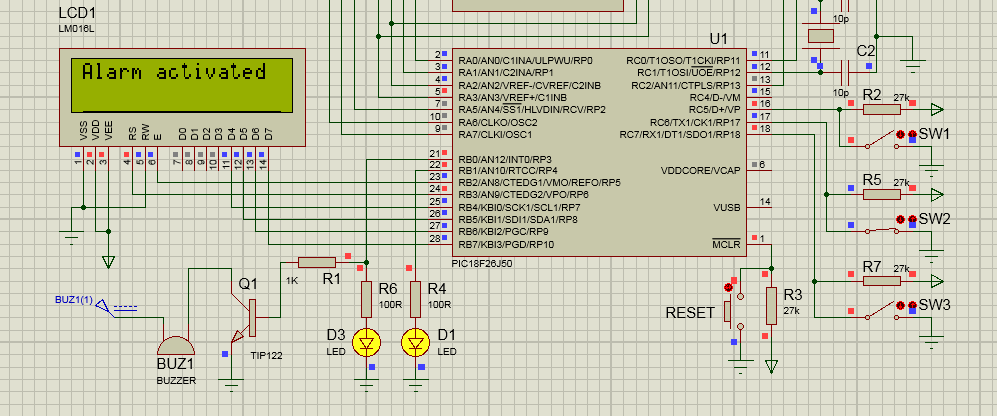 LCD1
LM016L
Alarm activated
VSS VDD VEE RS RW E D0 D1 D2 D3 D4 D5 D6 D7
1 2 3 4 5 6 7 8 9 10 11 12 13 14
U1
2 RA0/AN0/C1INA/ULPWU/RP0 RC0/T1OSO/T1CKI/RP11 11
3 RA1/AN1/C2INA/RP1 RC1/T1OSI/UOE/RP12 12
4 RA2/AN2/VREF-/CVREF/C2INB RC2/AN11/CTPLS/RP13 13
5 RA3/AN3/VREF+/C1INB RC4/D-/VM 15
7 RA5/AN4/SS1/HLVDIN/RCV/RP2 RC5/D+/VP 16
10 RA6/CLKO/OSC2 RC6/TX1/CK1/RP17 17
9 RA7/CLKI/OSC1 RC7/RX1/DT1/SDO1/RP18 18
21 RB0/AN12/INT0/RP3
22 RB1/AN10/RTCC/RP4 VDDCORE/VCAP 6
23 RB2/AN8/CTEDG1/VMO/REFO/RP5
24 RB3/AN9/CTEDG2/VPO/RP6
25 RB4/KBI0/SCK1/SCL1/RP7 VUSB 14
26 RB5/KBI1/SDI1/SDA1/RP8
27 RB6/KBI2/PGC/RP9
28 RB7/KBI3/PGD/RP10 MCLR 1
PIC18F26J50
10p
C2
10p
R2
27k
SW1
R5
27k
SW2
R7
27k
SW3
R1
1K
Q1
TIP122
BUZ1(1)
BUZ1
BUZZER
R6
100R
R4
100R
D3
LED
D1
LED
RESET
R3
27k